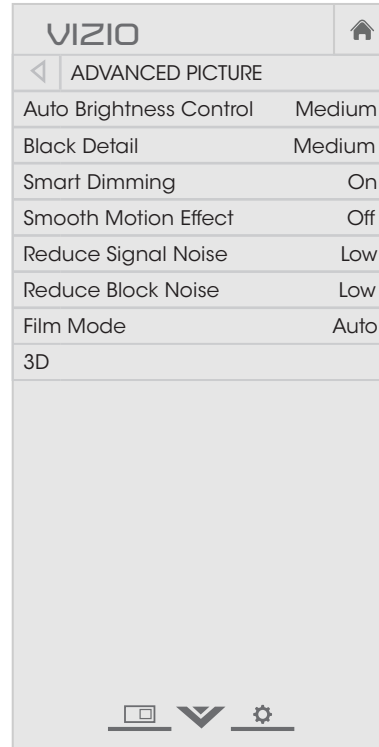 VIZIO
ADVANCED PICTURE
Auto Brightness Control Medium
Black Detail Medium
Smart Dimming On
Smooth Motion Effect Off
Reduce Signal Noise Low
Reduce Block Noise Low
Film Mode Auto
3D